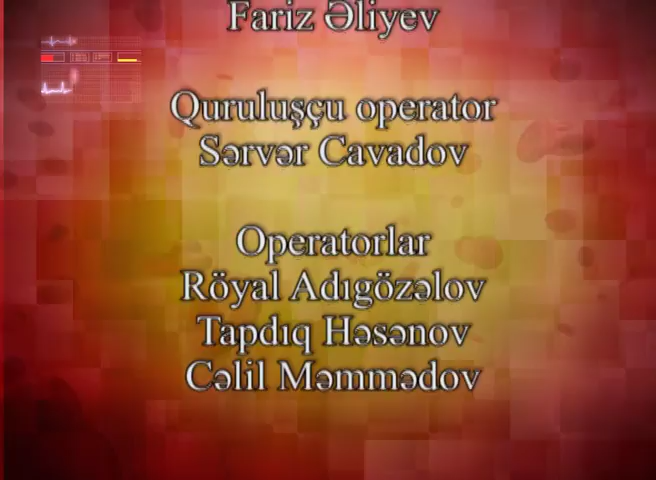 Fariz Əliyev
Quruluşçu operator
Sərvər Cavadov
Operatorlar
Röyal Adıgözəlov
Tapdıq Həsənov
Cəlil Məmmədov